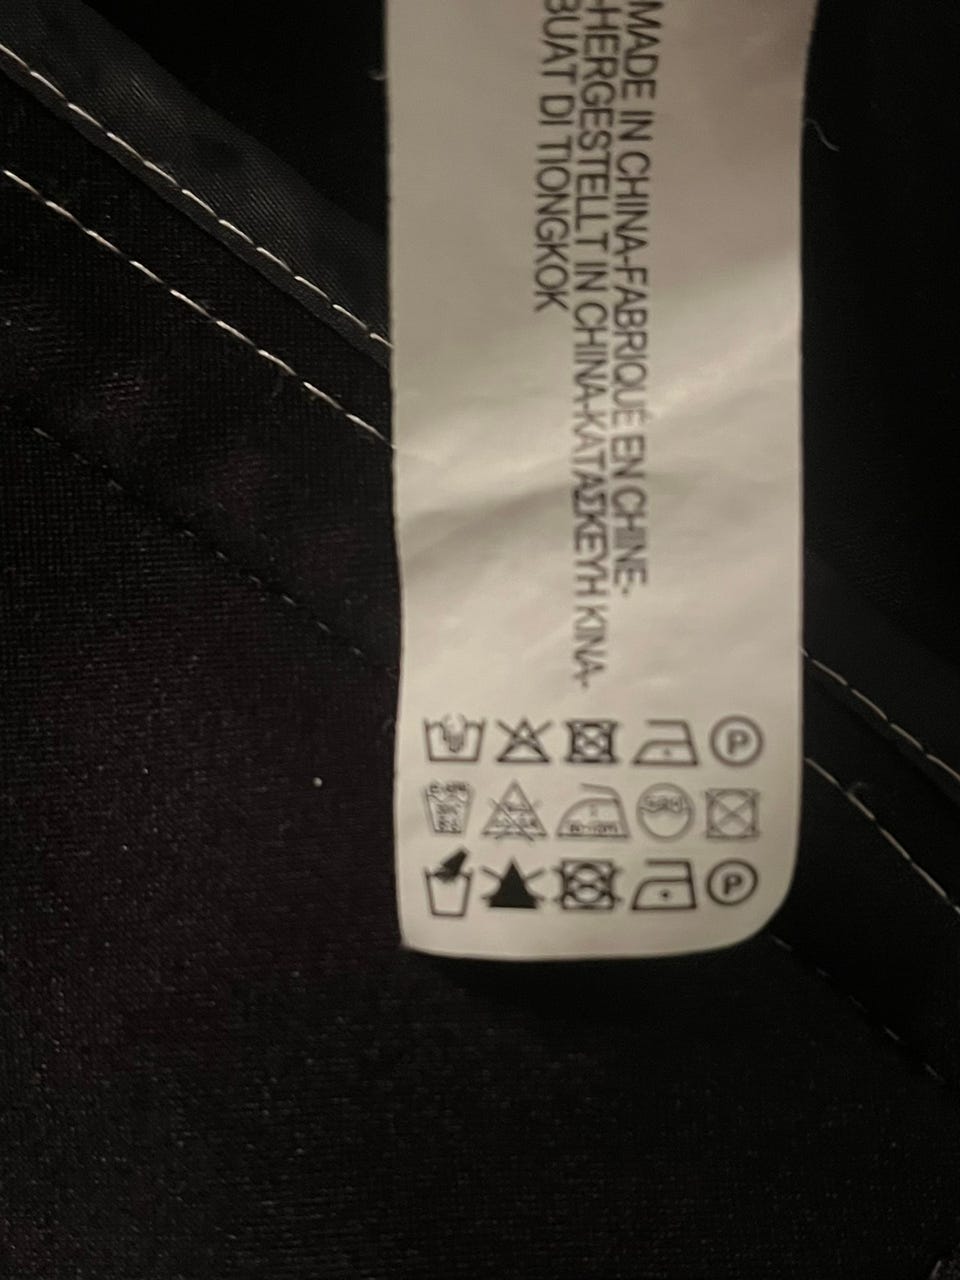 MADE IN CHINA-FABRIQUÉ EN CHINE-
-HERGESTELLT IN CHINA-ΚΑΤΑΣΚΕΥΗ ΚΙΝΑ-
BUAT DI TIONGKOK
P
P